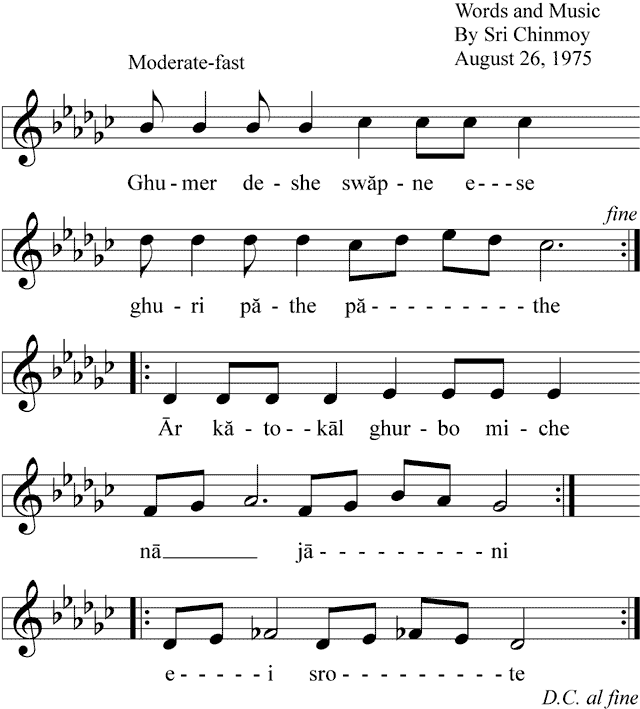 Words and Music
By Sri Chinmoy
August 26, 1975
Moderate-fast
Ghu - mer de - she swăp - ne e - - - se
fine
ghu - ri pă - the pă - - - - - - - - - the
Ār kă - to - - kāl ghur - bo mi - che
nā jā - - - - - - - - ni
e - - - - - i sro - - - - - - - - te
D.C. al fine